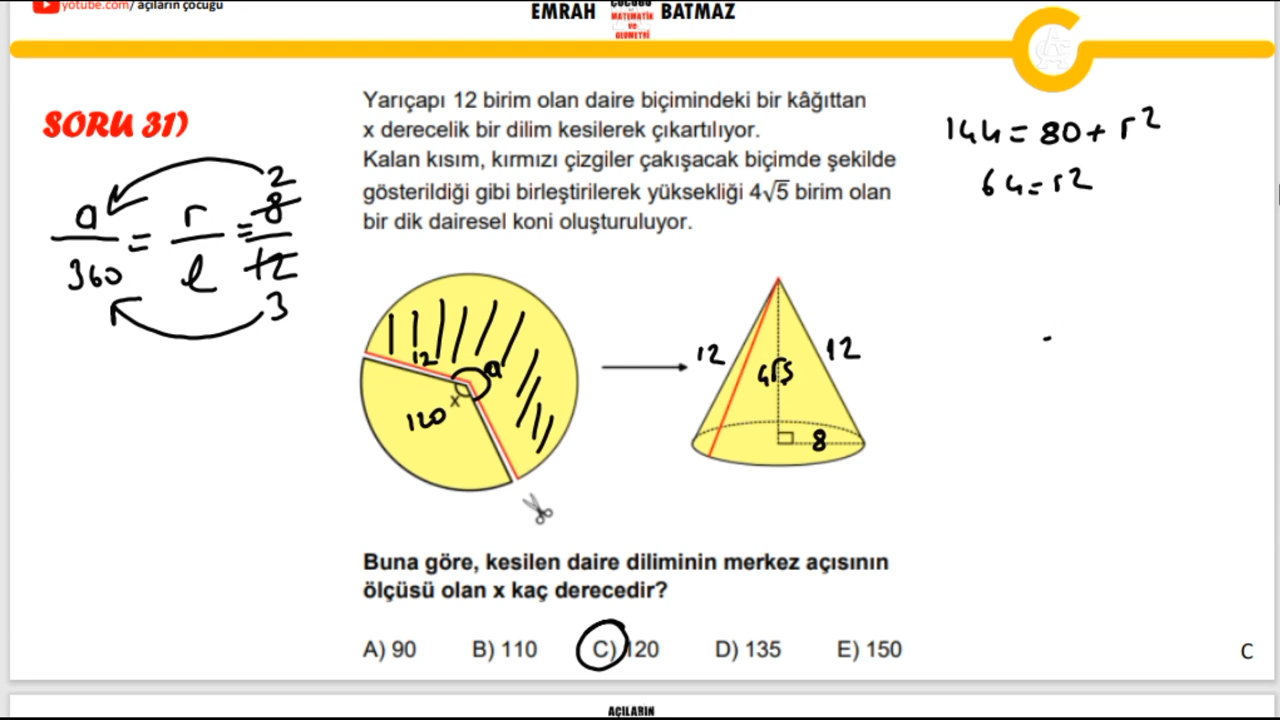 yotube.com/ açıların çocuğu
EMRAH BATMAZ
ÇOCUĞU
MATEMATİK
ve
GEOMETRİ
SORU 31)
Yarıçapı 12 birim olan daire biçimindeki bir kâğıttan
x derecelik bir dilim kesilerek çıkartılıyor.
Kalan kısım, kırmızı çizgiler çakışacak biçimde şekilde
gösterildiği gibi birleştirilerek yüksekliği 4√5 birim olan
bir dik dairesel koni oluşturuluyor.
144 = 80 + r²
64 = r²
a/360 = r/l = 8/12
2
3
12
a
x
120
12
4√5
12
8
Buna göre, kesilen daire diliminin merkez açısının
ölçüsü olan x kaç derecedir?
A) 90 B) 110 C) 120 D) 135 E) 150
C
AÇILARIN